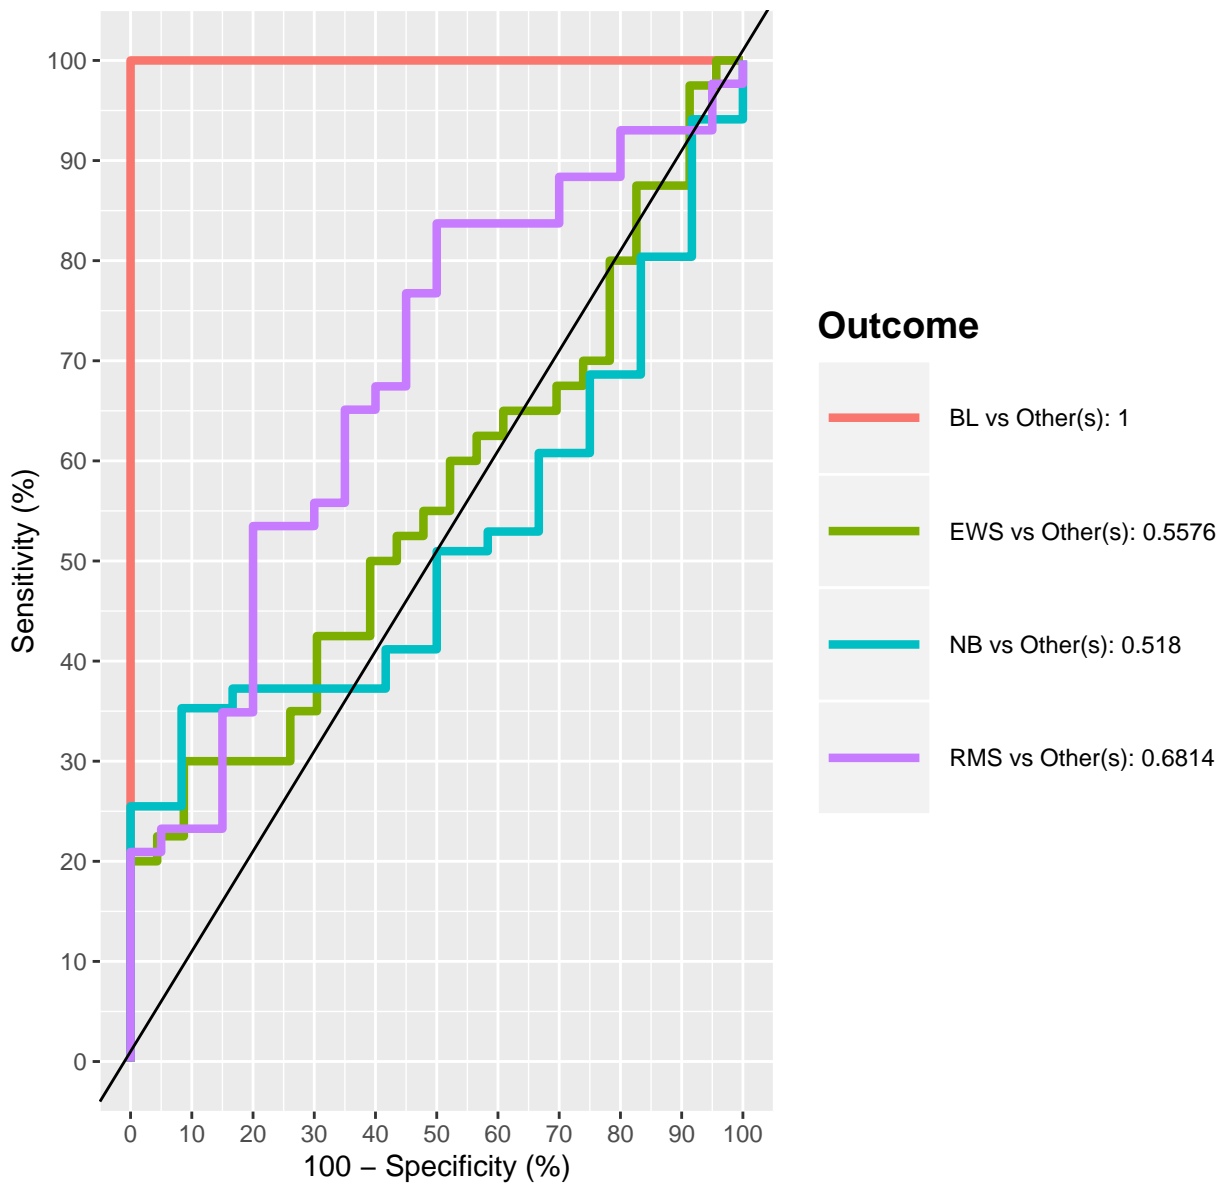 100
90
80
70
60
50
40
30
20
10
0
Sensitivity (%)
0 10 20 30 40 50 60 70 80 90 100
100 − Specificity (%)
Outcome
BL vs Other(s): 1
EWS vs Other(s): 0.5576
NB vs Other(s): 0.518
RMS vs Other(s): 0.6814